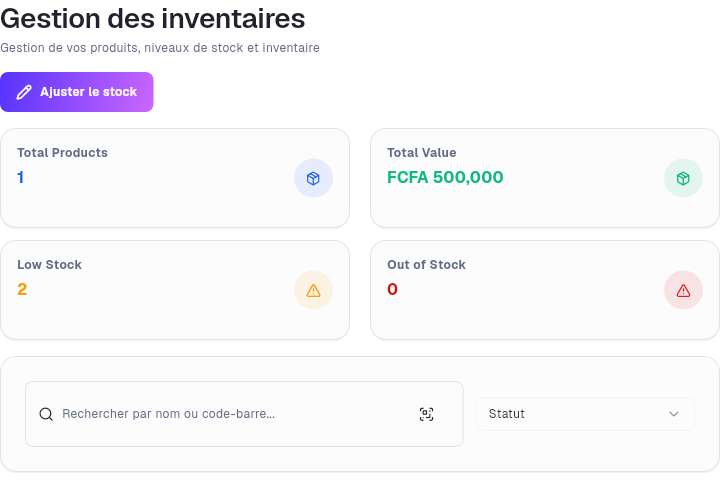 Gestion des inventaires
Gestion de vos produits, niveaux de stock et inventaire
Ajuster le stock
Total Products
1
Total Value
FCFA 500,000
Low Stock
2
Out of Stock
0
Rechercher par nom ou code-barre...
Statut